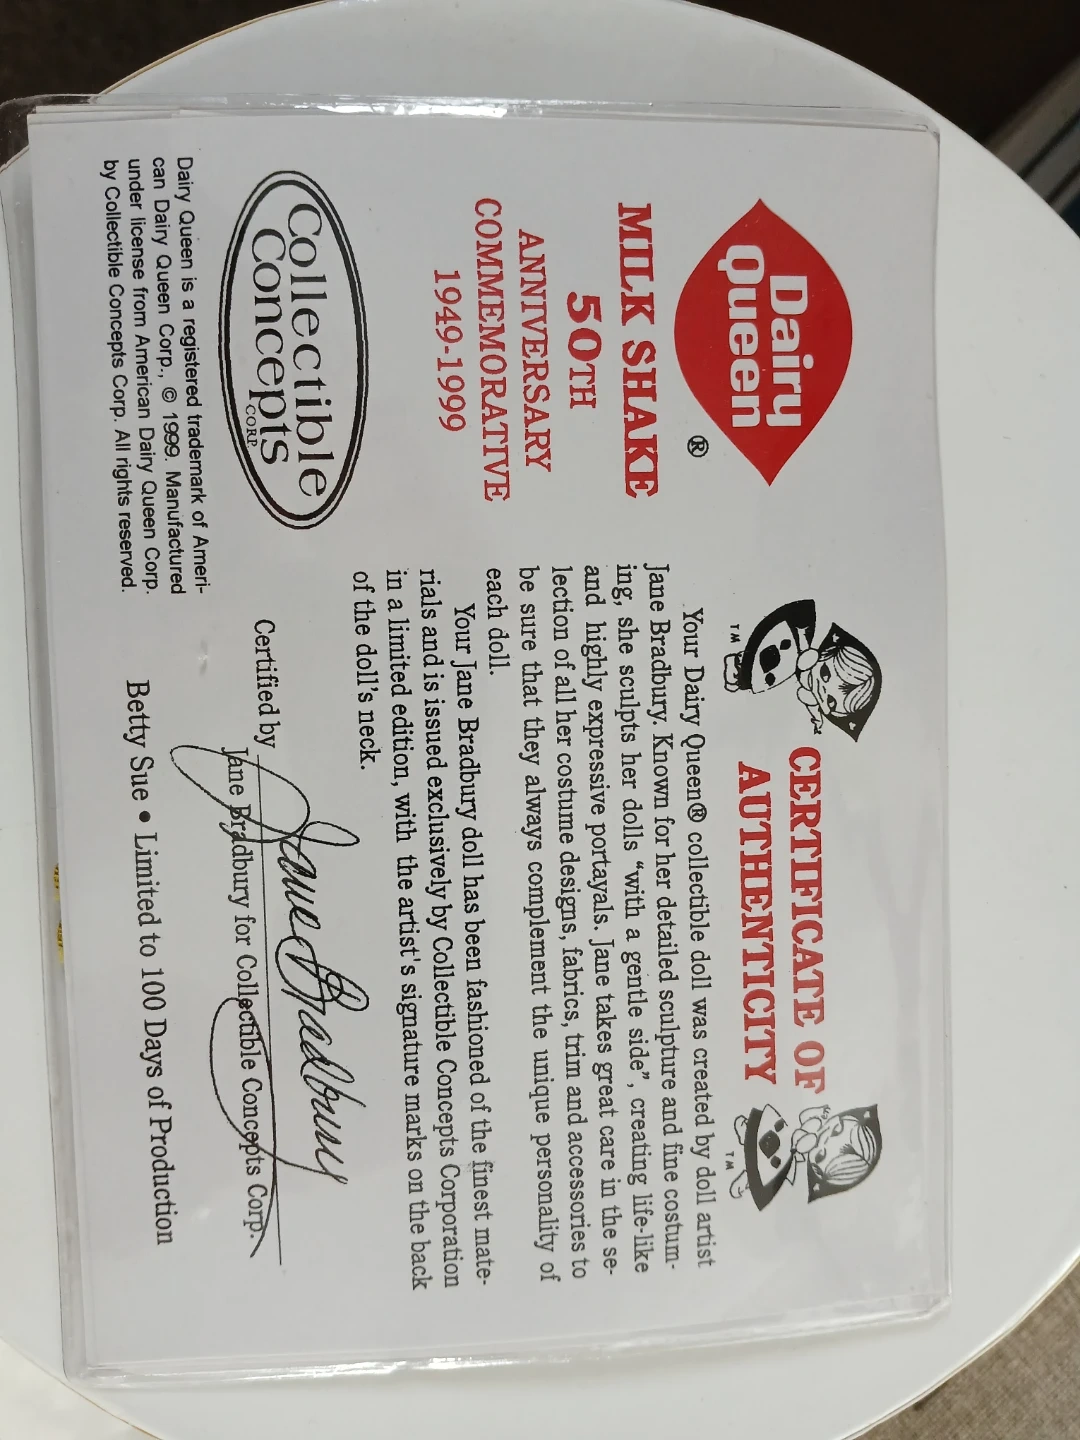 Dairy
Queen
®
MILK SHAKE
50TH
ANNIVERSARY
COMMEMORATIVE
1949-1999
Collectible
Concepts
CORP.
Dairy Queen is a registered trademark of Ameri-
can Dairy Queen Corp., © 1999. Manufactured
under license from American Dairy Queen Corp.
by Collectible Concepts Corp. All rights reserved.
TM
CERTIFICATE OF
AUTHENTICITY
TM
Your Dairy Queen® collectible doll was created by doll artist
Jane Bradbury. Known for her detailed sculpture and fine costum-
ing, she sculpts her dolls “with a gentle side”, creating life-like
and highly expressive portayals. Jane takes great care in the se-
lection of all her costume designs, fabrics, trim and accessories to
be sure that they always complement the unique personality of
each doll.
Your Jane Bradbury doll has been fashioned of the finest mate-
rials and is issued exclusively by Collectible Concepts Corporation
in a limited edition, with the artist's signature marks on the back
of the doll's neck.
Certified by Jane Bradbury
Jane Bradbury for Collectible Concepts Corp.
Betty Sue • Limited to 100 Days of Production